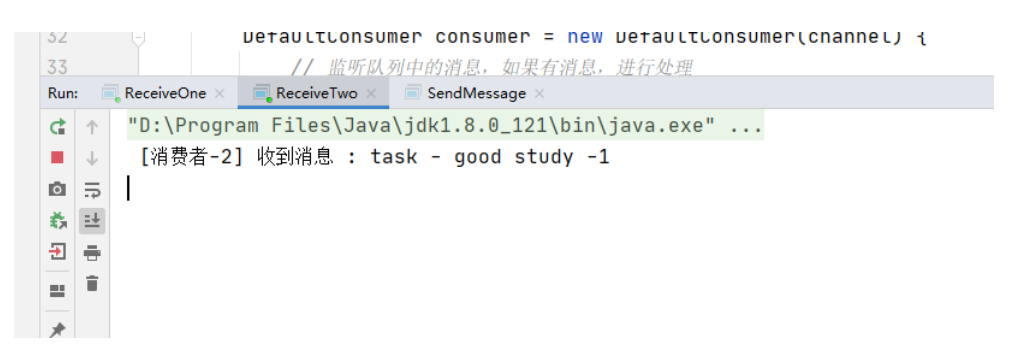 32 DefaultConsumer consumer = new DefaultConsumer(channel) {
33 // 监听队列中的消息，如果有消息，进行处理
Run: ReceiveOne × ReceiveTwo × SendMessage ×
"D:\Program Files\Java\jdk1.8.0_121\bin\java.exe" ...
[消费者-2] 收到消息 : task - good study -1